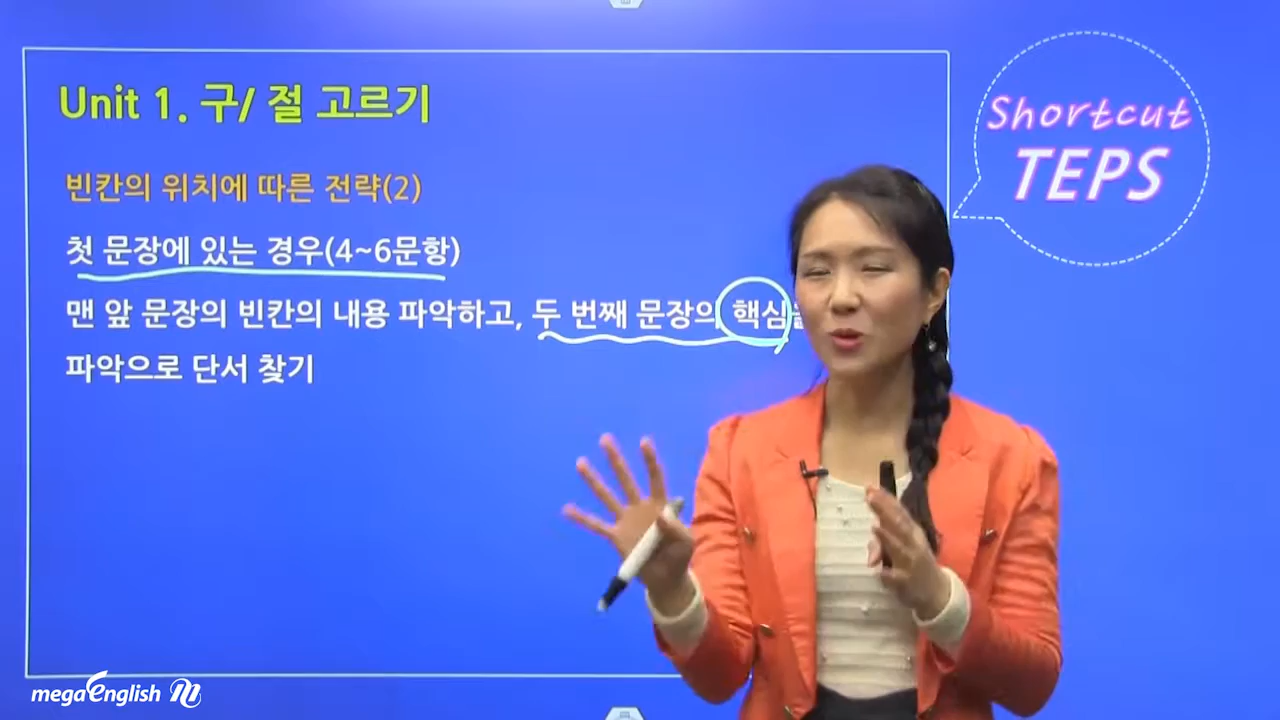 Unit 1. 구/ 절 고르기
빈칸의 위치에 따른 전략(2)
첫 문장에 있는 경우(4~6문항)
맨 앞 문장의 빈칸의 내용 파악하고, 두 번째 문장의 핵심을
파악으로 단서 찾기
Shortcut
TEPS
megaEnglish m